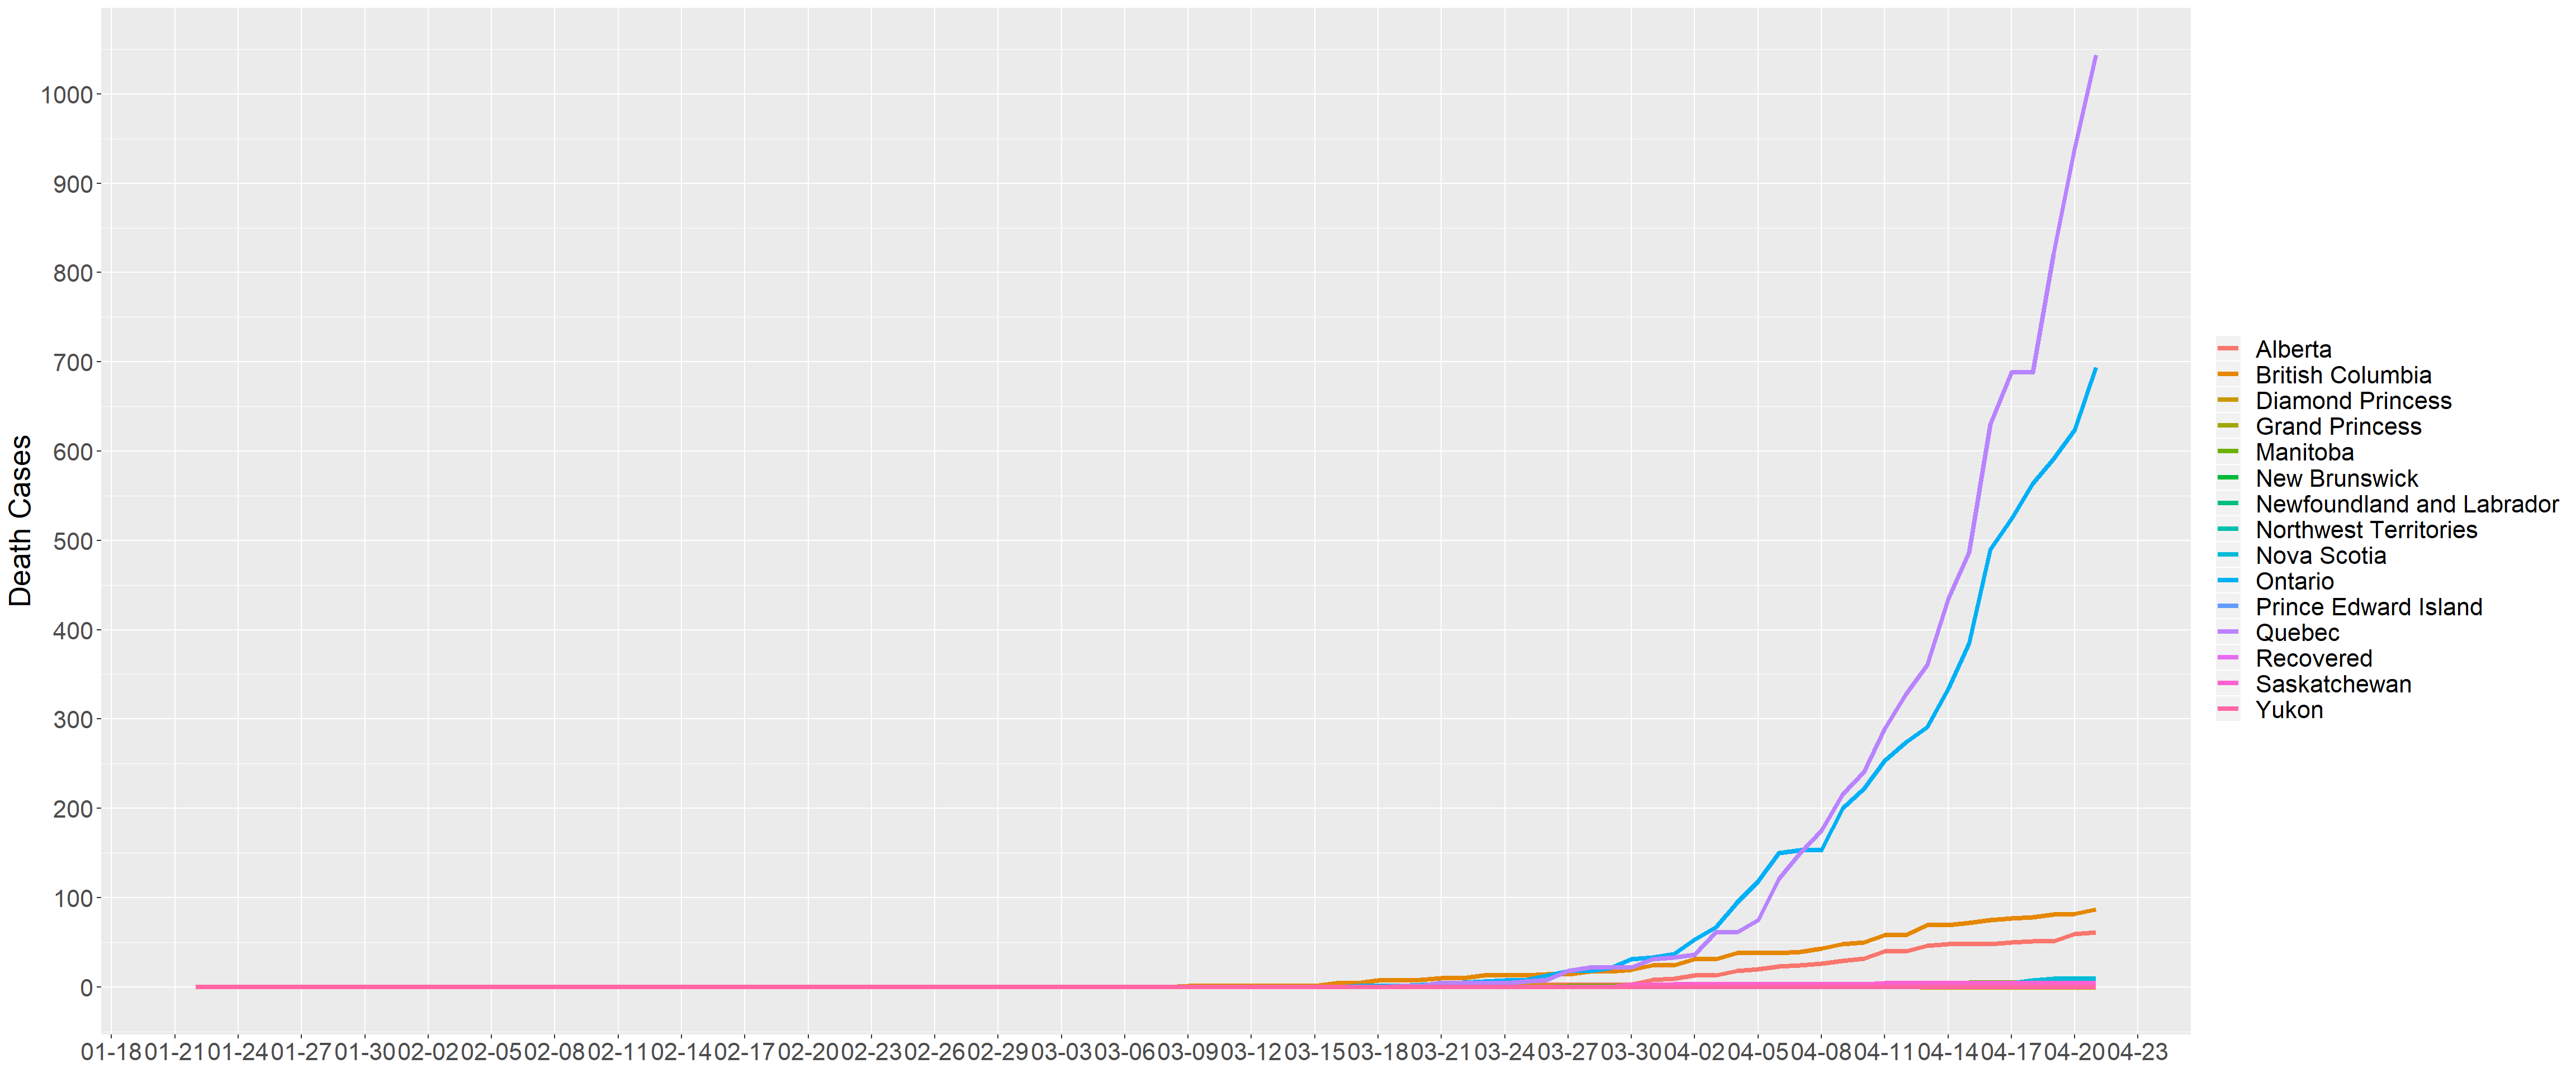 Death Cases
1000
900
800
700
600
500
400
300
200
100
0
01-18 01-21 01-24 01-27 01-30 02-02 02-05 02-08 02-11 02-14 02-17 02-20 02-23 02-26 02-29 03-03 03-06 03-09 03-12 03-15 03-18 03-21 03-24 03-27 03-30 04-02 04-05 04-08 04-11 04-14 04-17 04-20 04-23
Alberta
British Columbia
Diamond Princess
Grand Princess
Manitoba
New Brunswick
Newfoundland and Labrador
Northwest Territories
Nova Scotia
Ontario
Prince Edward Island
Quebec
Recovered
Saskatchewan
Yukon